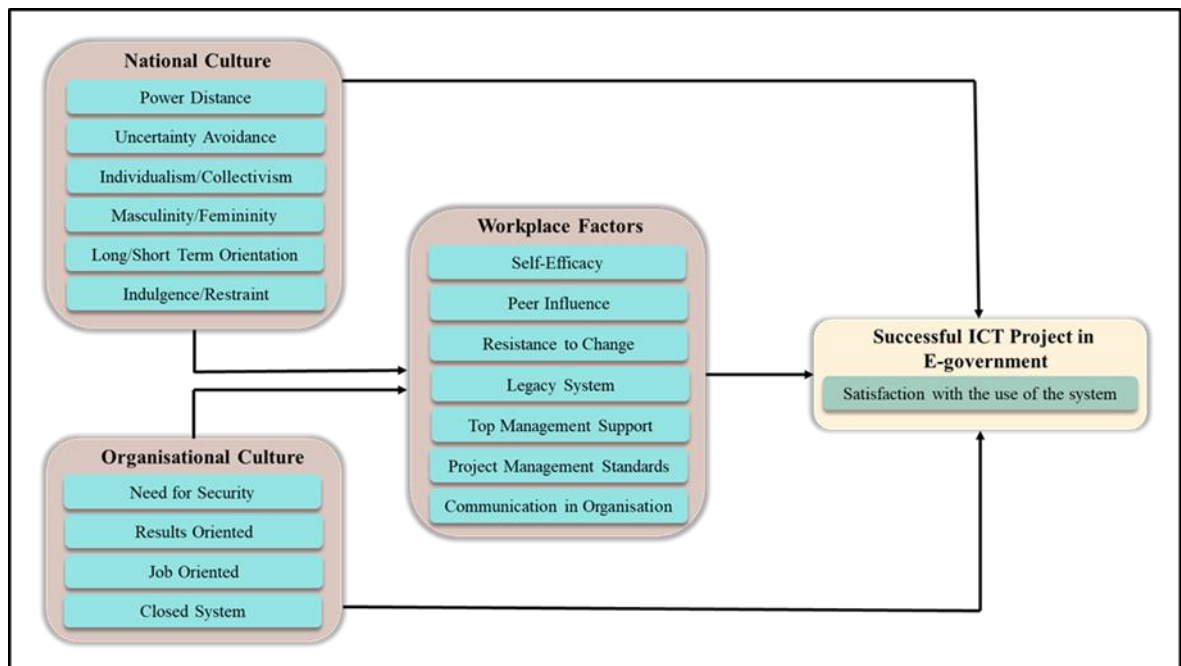 National Culture
Power Distance
Uncertainty Avoidance
Individualism/Collectivism
Masculinity/Femininity
Long/Short Term Orientation
Indulgence/Restraint
Organisational Culture
Need for Security
Results Oriented
Job Oriented
Closed System
Workplace Factors
Self-Efficacy
Peer Influence
Resistance to Change
Legacy System
Top Management Support
Project Management Standards
Communication in Organisation
Successful ICT Project in
E-government
Satisfaction with the use of the system